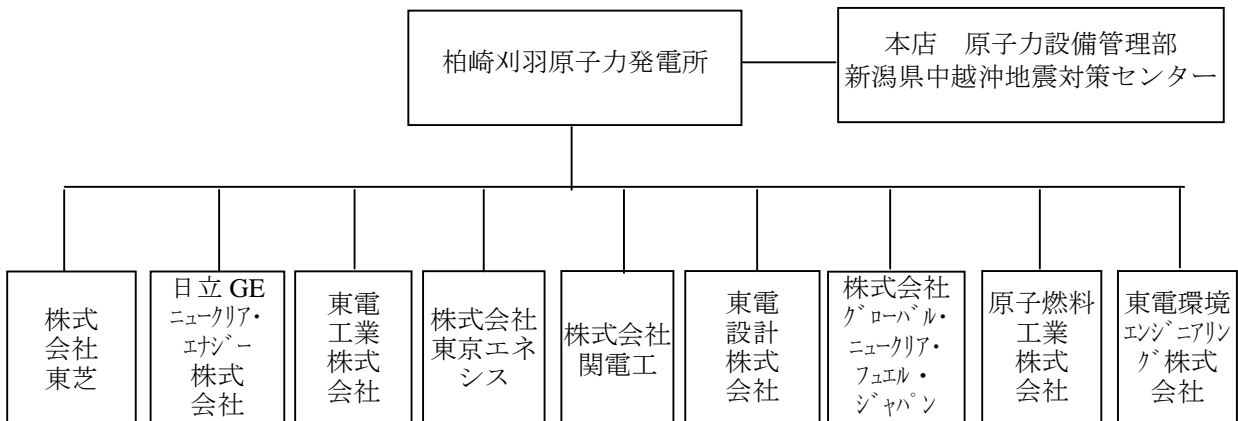 柏崎刈羽原子力発電所
本店　原子力設備管理部
新潟県中越沖地震対策センター
株式
会社
東芝
日立 GE
ニュークリア・
エナジー
株式
会社
東電
工業
株式
会社
株式会社
東京エネ
シス
株式会社
関電工
東電
設計
株式
会社
株式会社
グローバル・
ニュークリア・
フュエル・
ジャパン
原子燃料
工業
株式
会社
東電環境
エンジニアリン
グ株式
会社